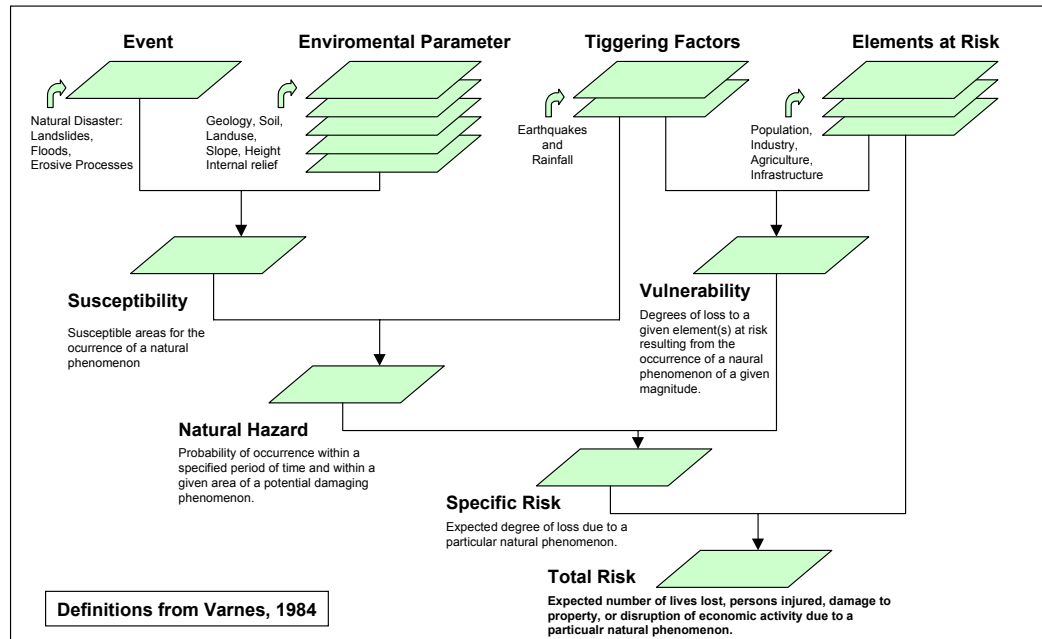 Event
Enviromental Parameter
Tiggering Factors
Elements at Risk
Natural Disaster:
Landslides,
Floods,
Erosive Processes
Geology, Soil,
Landuse,
Slope, Height
Internal relief
Earthquakes
and
Rainfall
Population,
Industry,
Agriculture,
Infrastructure
Susceptibility
Susceptible areas for the
ocurrence of a natural
phenomenon
Vulnerability
Degrees of loss to a
given element(s) at risk
resulting from the
occurrence of a naural
phenomenon of a given
magnitude.
Natural Hazard
Probability of occurrence within a
specified period of time and within a
given area of a potential damaging
phenomenon.
Specific Risk
Expected degree of loss due to a
particular natural phenomenon.
Total Risk
Expected number of lives lost, persons injured, damage to
property, or disruption of economic activity due to a
particualr natural phenomenon.
Definitions from Varnes, 1984